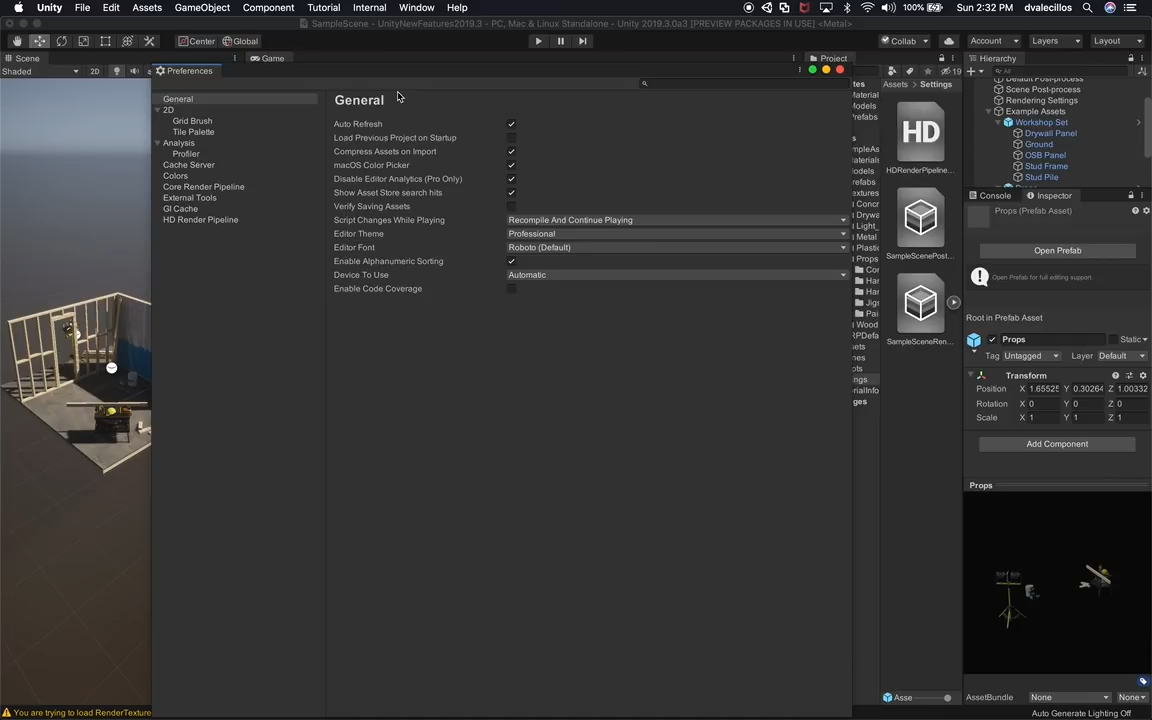 Unity File Edit Assets GameObject Component Tutorial Internal Window Help 100% Sun 2:32 PM dvalecillos
SampleScene - UnityNewFeatures2019.3 - PC, Mac & Linux Standalone - Unity 2019.3.0a3 [PREVIEW PACKAGES IN USE] <Metal>
Center Global Collab Account Layers Layout
Scene Game Project Hierarchy
Shaded 2D Preferences 19 All
Assets > Settings
General
2D
Grid Brush
Tile Palette
Analysis
Profiler
Cache Server
Colors
Core Render Pipeline
External Tools
GI Cache
HD Render Pipeline
General
Auto Refresh
Load Previous Project on Startup
Compress Assets on Import
macOS Color Picker
Disable Editor Analytics (Pro Only)
Show Asset Store search hits
Verify Saving Assets
Script Changes While Playing Recompile And Continue Playing
Editor Theme Professional
Editor Font Roboto (Default)
Enable Alphanumeric Sorting
Device To Use Automatic
Enable Code Coverage
HD
HDRenderPipeline...
SampleScenePost...
SampleSceneRen...
Default Post-process
Scene Post-process
Rendering Settings
Example Assets
Workshop Set
Drywall Panel
Ground
OSB Panel
Stud Frame
Stud Pile
Console Inspector
Props (Prefab Asset)
Open Prefab
Open Prefab for full editing support.
Root in Prefab Asset
Props Static
Tag Untagged Layer Default
Transform
Position X 1.65525 Y 0.30264 Z 1.00332
Rotation X 0 Y 0 Z 0
Scale X 1 Y 1 Z 1
Add Component
Props
Asse
AssetBundle None None
You are trying to load RenderTexture
Auto Generate Lighting Off